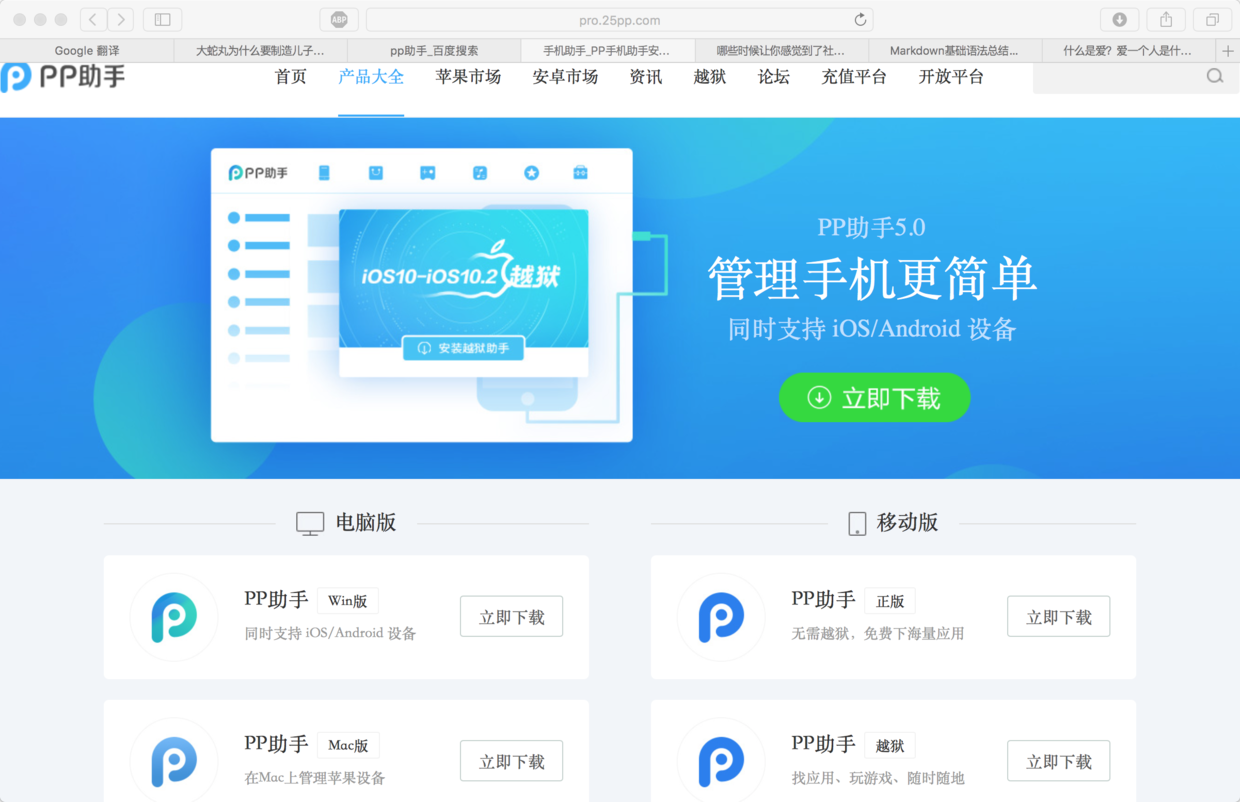 ABP
pro.25pp.com
Google 翻译
大蛇丸为什么要制造儿子...
pp助手_百度搜索
手机助手_PP手机助手安...
哪些时候让你感觉到了社...
Markdown基础语法总结...
什么是爱？爱一个人是什...
PP助手
首页
产品大全
苹果市场
安卓市场
资讯
越狱
论坛
充值平台
开放平台
PP助手
iOS10-iOS10.2越狱
安装越狱助手
PP助手5.0
管理手机更简单
同时支持 iOS/Android 设备
立即下载
电脑版
移动版
PP助手 Win版
同时支持 iOS/Android 设备
立即下载
PP助手 正版
无需越狱，免费下海量应用
立即下载
PP助手 Mac版
在Mac上管理苹果设备
立即下载
PP助手 越狱
找应用、玩游戏、随时随地
立即下载